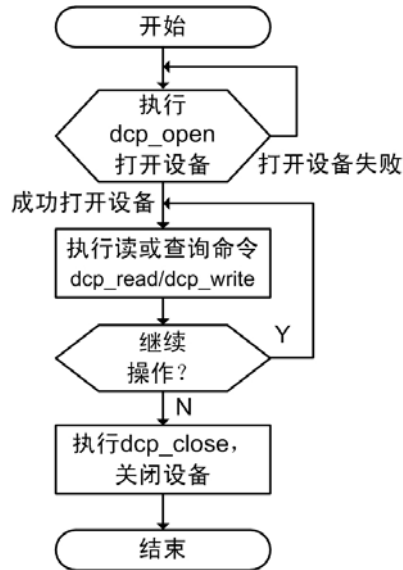 开始
执行
dcp_open
打开设备
打开设备失败
成功打开设备
执行读或查询命令
dcp_read/dcp_write
继续
操作?
Y
N
执行dcp_close,
关闭设备
结束